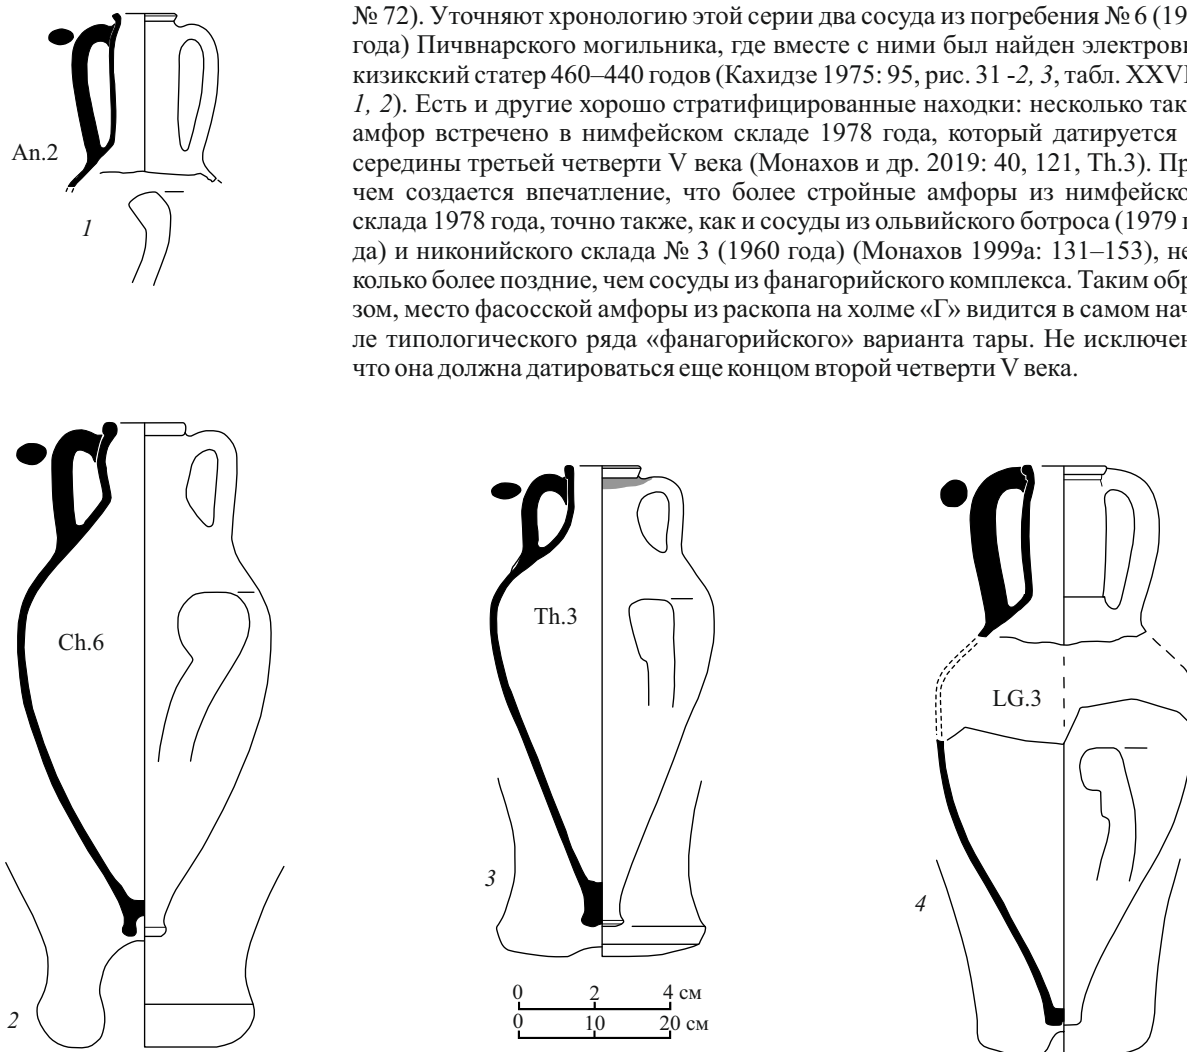 № 72). Уточняют хронологию этой серии два сосуда из погребения № 6 (19
года) Пичвнарского могильника, где вместе с ними был найден электров
кизикский статер 460–440 годов (Кахидзе 1975: 95, рис. 31 -2, 3, табл. XXV
1, 2). Есть и другие хорошо стратифицированные находки: несколько так
амфор встречено в нимфейском складе 1978 года, который датируется
середины третьей четверти V века (Монахов и др. 2019: 40, 121, Th.3). Пр
чем создается впечатление, что более стройные амфоры из нимфейско
склада 1978 года, точно также, как и сосуды из ольвийского ботроса (1979 г
да) и никонийского склада № 3 (1960 года) (Монахов 1999а: 131–153), не
колько более поздние, чем сосуды из фанагорийского комплекса. Таким обр
зом, место фасосской амфоры из раскопа на холме «Г» видится в самом нач
ле типологического ряда «фанагорийского» варианта тары. Не исключен
что она должна датироваться еще концом второй четверти V века.
An.2
1
Ch.6
2
Th.3
3
LG.3
4
0 2 4 см
0 10 20 см